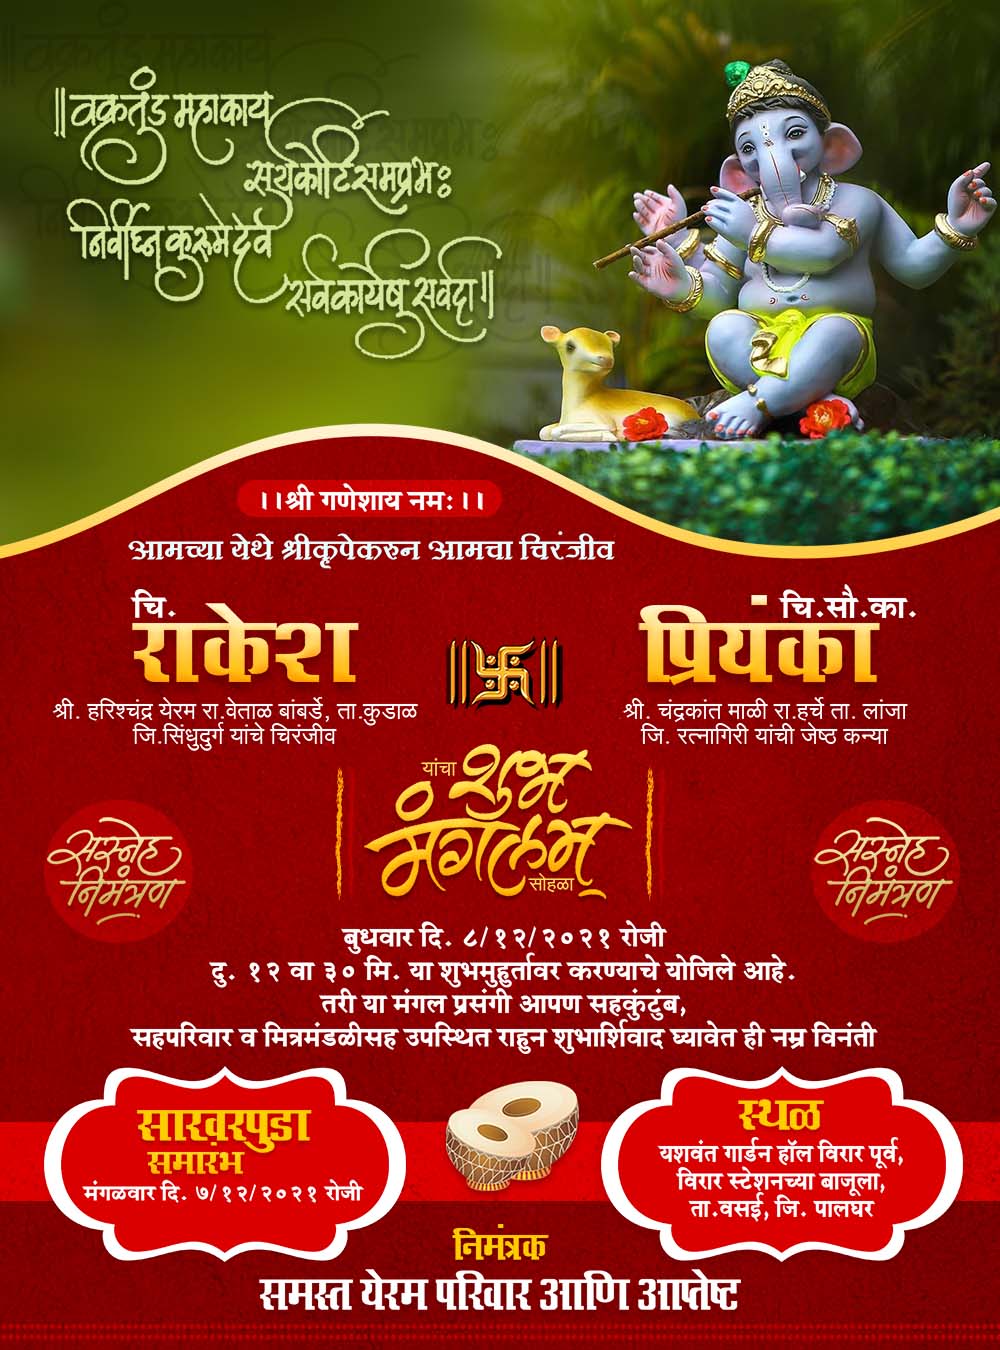 ॥ वक्रतुंड महाकाय
सूर्यकोटि समप्रभः
निर्विघ्न कुरूमे देव
सर्वकार्येषु सर्वदा॥
।।श्री गणेशाय नमः।।
आमच्या येथे श्रीकृपेकरुन आमचा चिरंजीव
चि.
राकेश
श्री. हरिश्चंद्र येरम रा.वेताळ बांबर्डे, ता.कुडाळ
जि.सिंधुदुर्ग यांचे चिरंजीव
चि.सौ.का.
प्रियंका
श्री. चंद्रकांत माळी रा.हर्चे ता. लांजा
जि. रत्नागिरी यांची जेष्ठ कन्या
यांचा शुभ
मंगलम्
सोहळा
सस्नेह
निमंत्रण
सस्नेह
निमंत्रण
बुधवार दि. ८/१२/२०२१ रोजी
दु. १२ वा ३० मि. या शुभमुहुर्तावर करण्याचे योजिले आहे.
तरी या मंगल प्रसंगी आपण सहकुंटुंब,
सहपरिवार व मित्रमंडळीसह उपस्थित राहुन शुभार्शिवाद घ्यावेत ही नम्र विनंती
साखरपुडा
समारंभ
मंगळवार दि. ७/१२/२०२१ रोजी
स्थळ
यशवंत गार्डन हॉल विरार पूर्व,
विरार स्टेशनच्या बाजूला,
ता.वसई, जि. पालघर
निमंत्रक
समस्त येरम परिवार आणि आप्तेष्ट